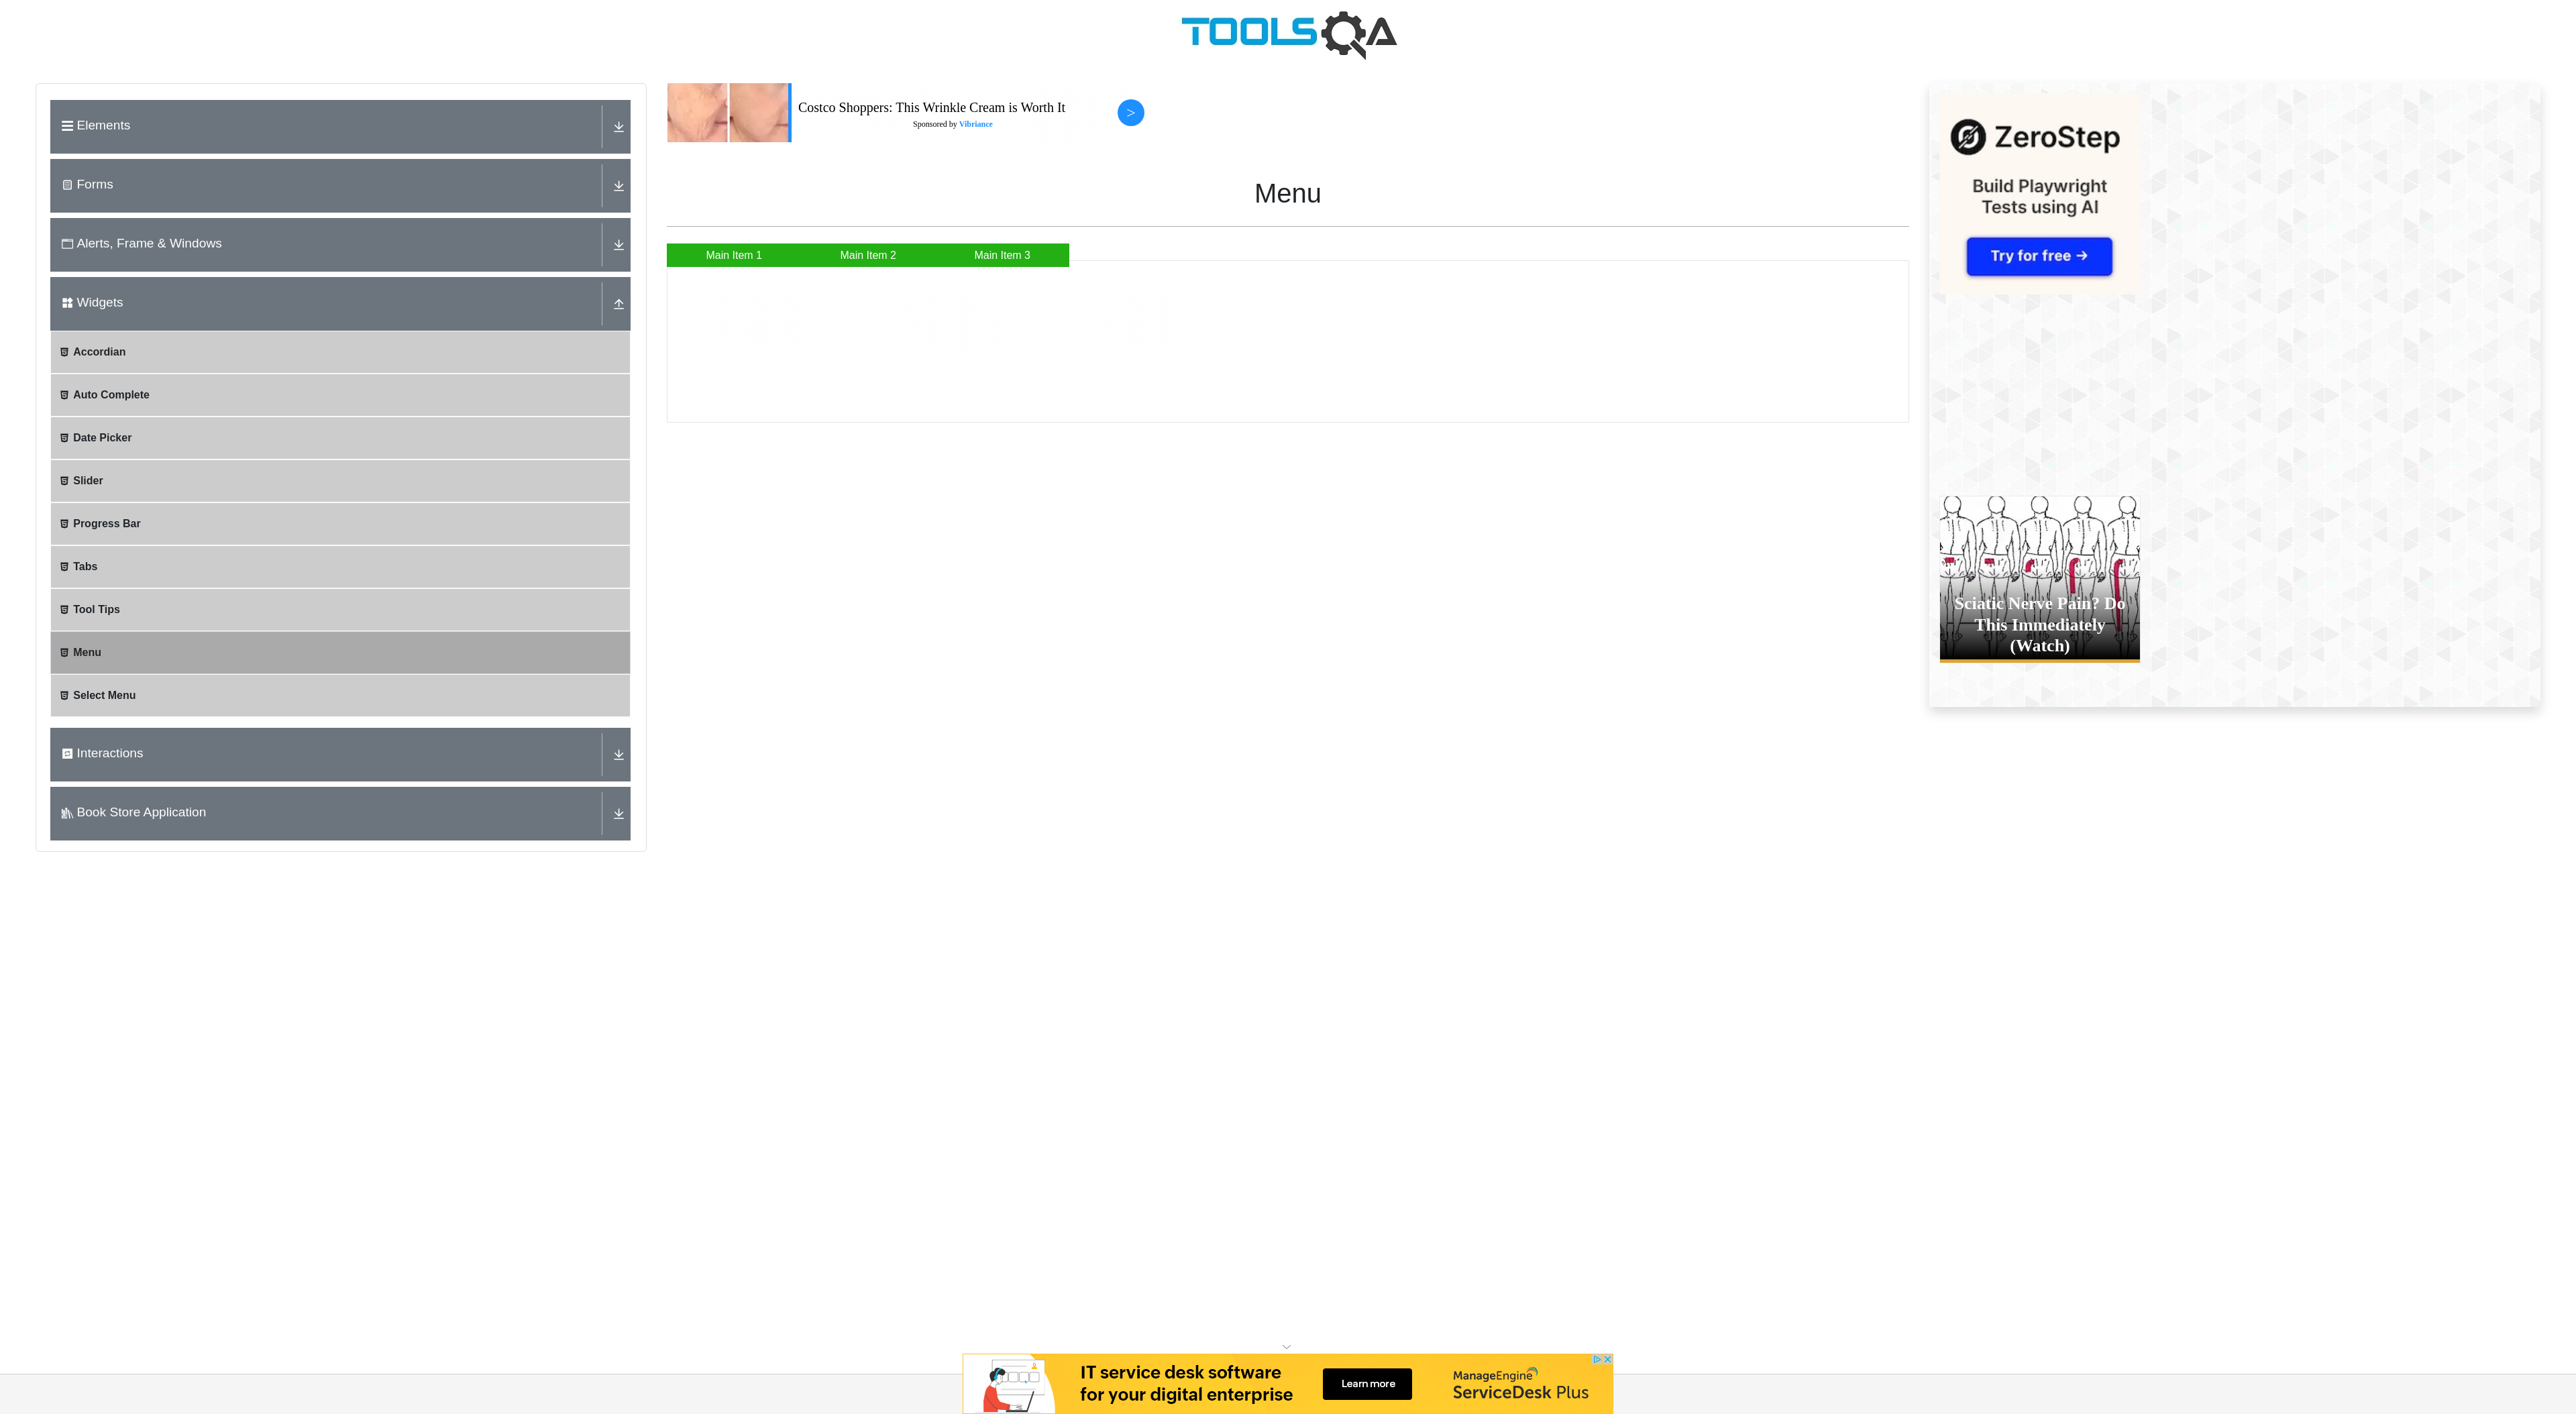 TOOLSQA
Elements
Forms
Alerts, Frame & Windows
Widgets
Accordian
Auto Complete
Date Picker
Slider
Progress Bar
Tabs
Tool Tips
Menu
Select Menu
Interactions
Book Store Application
Costco Shoppers: This Wrinkle Cream is Worth It
Sponsored by Vibriance
>
Menu
Main Item 1
Main Item 2
Main Item 3
ZeroStep
Build Playwright
Tests using AI
Try for free →
Sciatic Nerve Pain? Do
This Immediately
(Watch)
IT service desk software
for your digital enterprise
Learn more
ManageEngine
ServiceDesk Plus